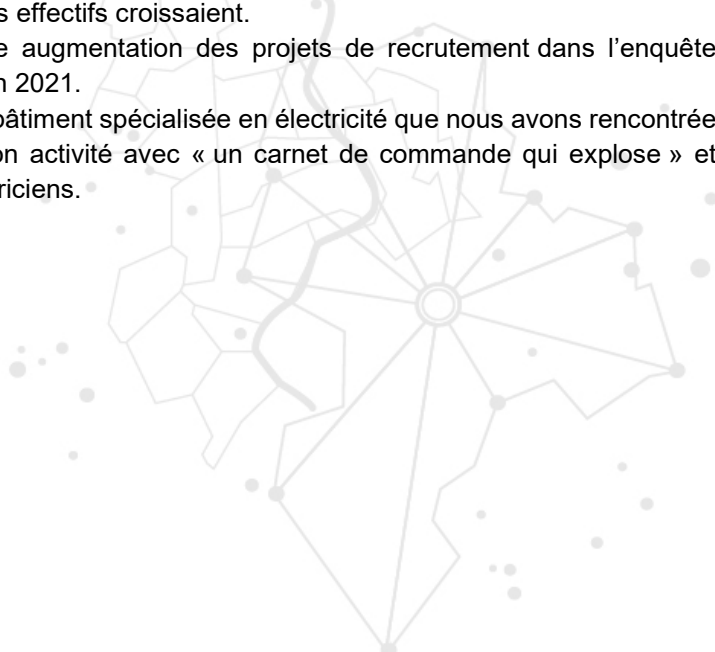 s effectifs croissaient.
e augmentation des projets de recrutement dans l'enquête
n 2021.
bâtiment spécialisée en électricité que nous avons rencontrée
on activité avec « un carnet de commande qui explose » et
riciens.